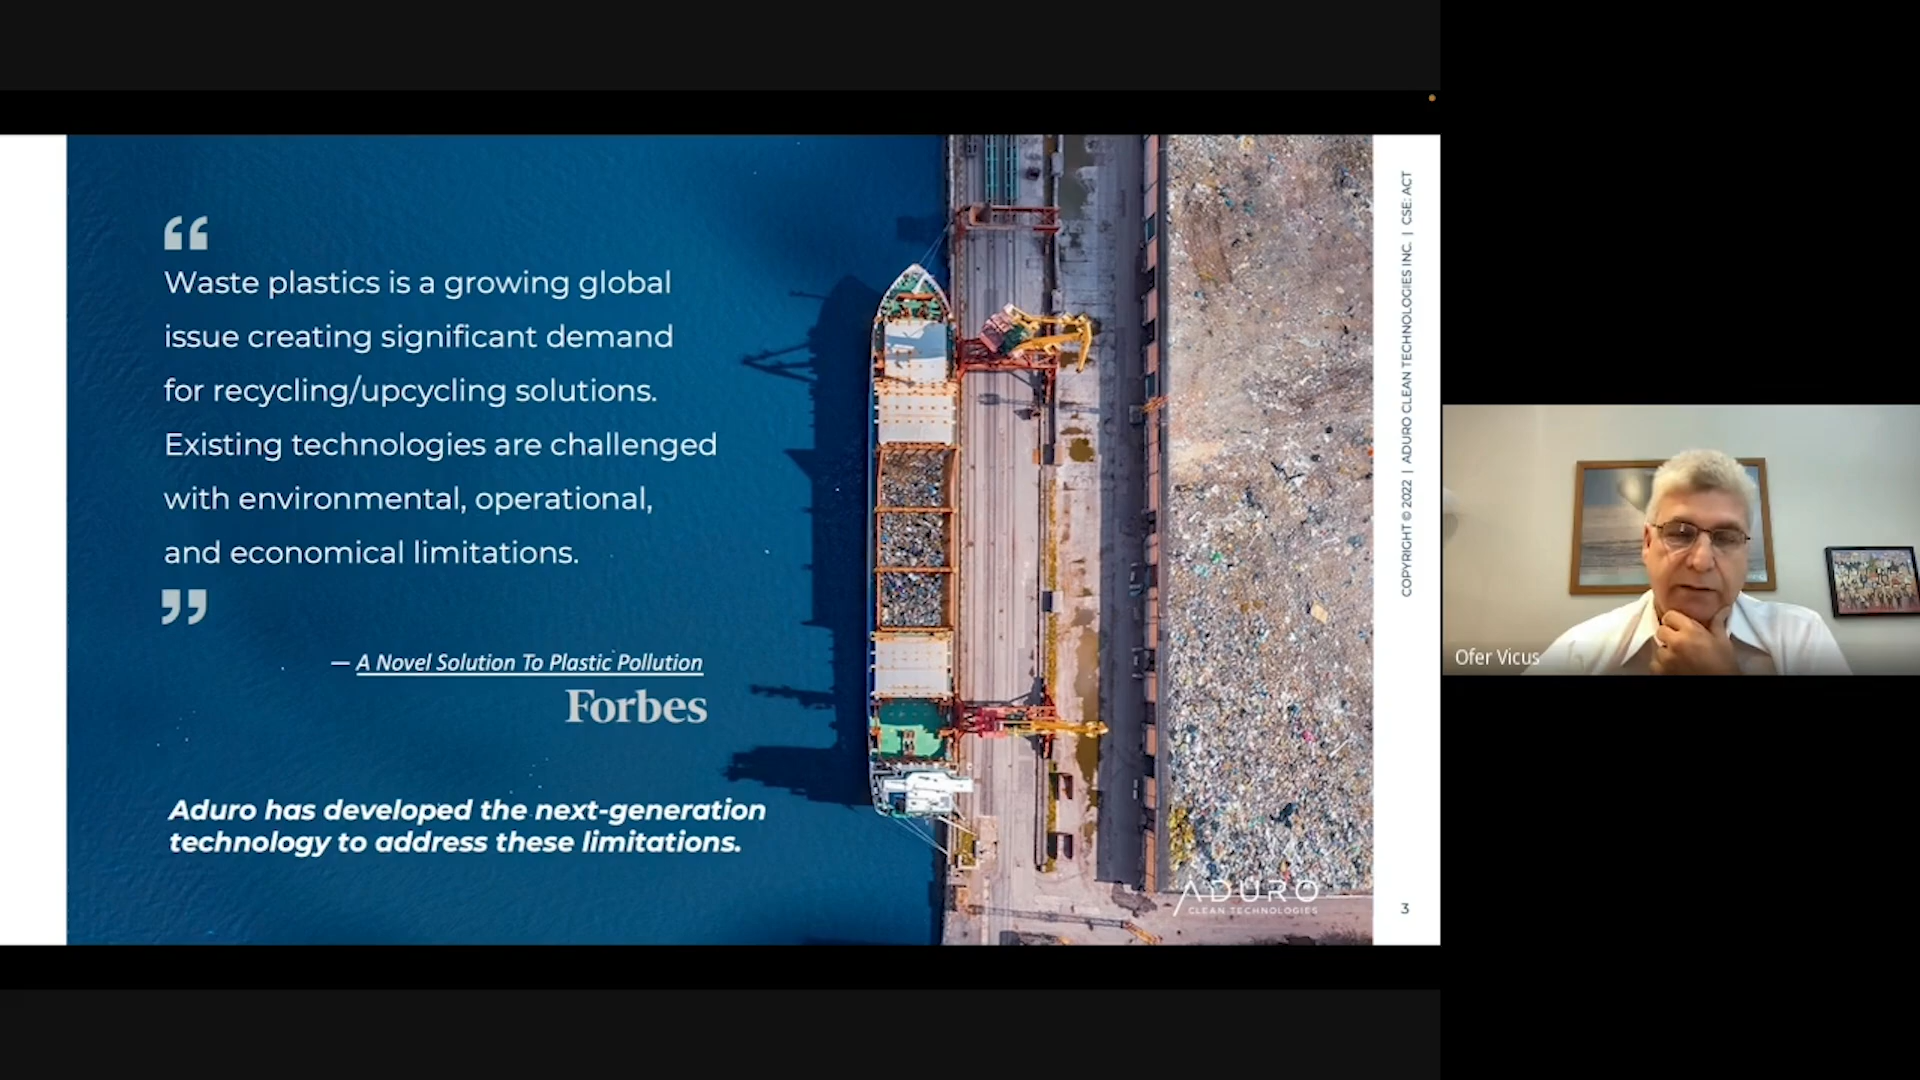 “
Waste plastics is a growing global
issue creating significant demand
for recycling/upcycling solutions.
Existing technologies are challenged
with environmental, operational,
and economical limitations.
”
— A Novel Solution To Plastic Pollution
Forbes
Aduro has developed the next-generation
technology to address these limitations.
ADURO
CLEAN TECHNOLOGIES
COPYRIGHT © 2022 | ADURO CLEAN TECHNOLOGIES INC. | CSE: ACT
3
Ofer Vicus